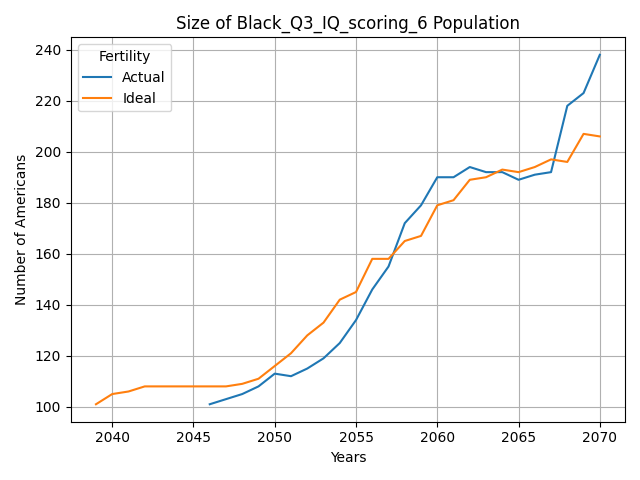 Size of Black_Q3_IQ_scoring_6 Population
Fertility
Actual
Ideal
Number of Americans
240
220
200
180
160
140
120
100
2040 2045 2050 2055 2060 2065 2070
Years